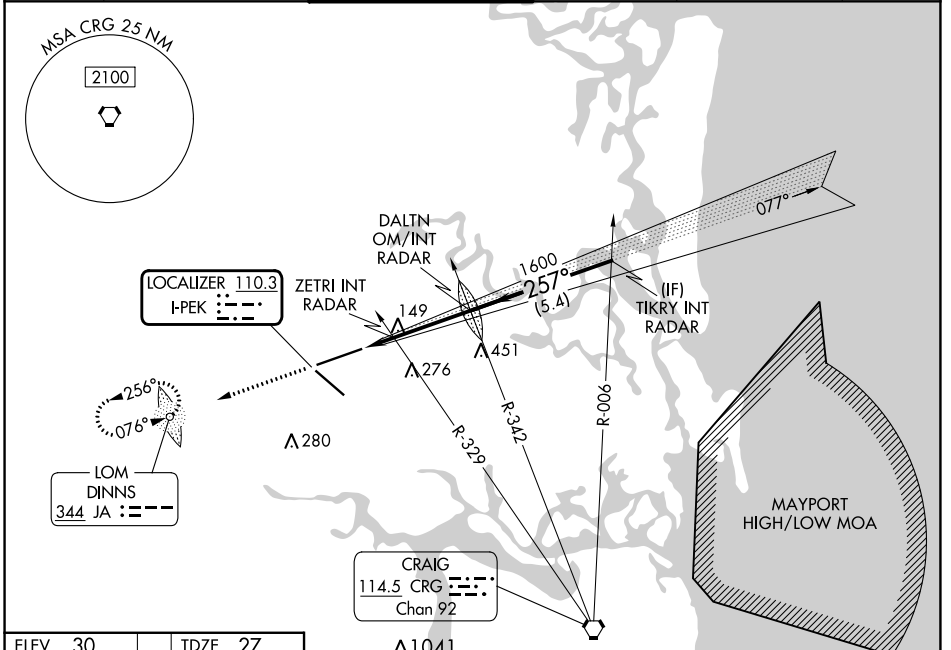 MSA CRG 25 NM
2100
077°
DALTN
OM/INT
RADAR
1600
257°
(5.4)
(IF)
TIKRY INT
RADAR
LOCALIZER 110.3
I-PEK
ZETRI INT
RADAR
149
451
276
256°
076°
280
R-329
R-342
R-006
LOM
DINNS
344 JA
MAYPORT
HIGH/LOW MOA
CRAIG
114.5 CRG
Chan 92
1041
ELEV 30
TDZE 27